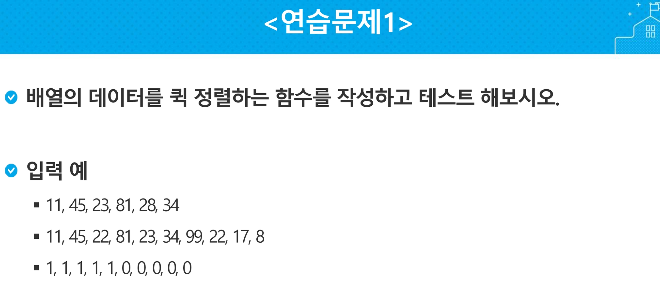 <연습문제1>
배열의 데이터를 퀵 정렬하는 함수를 작성하고 테스트 해보시오.
입력 예
11, 45, 23, 81, 28, 34
11, 45, 22, 81, 23, 34, 99, 22, 17, 8
1, 1, 1, 1, 1, 0, 0, 0, 0, 0